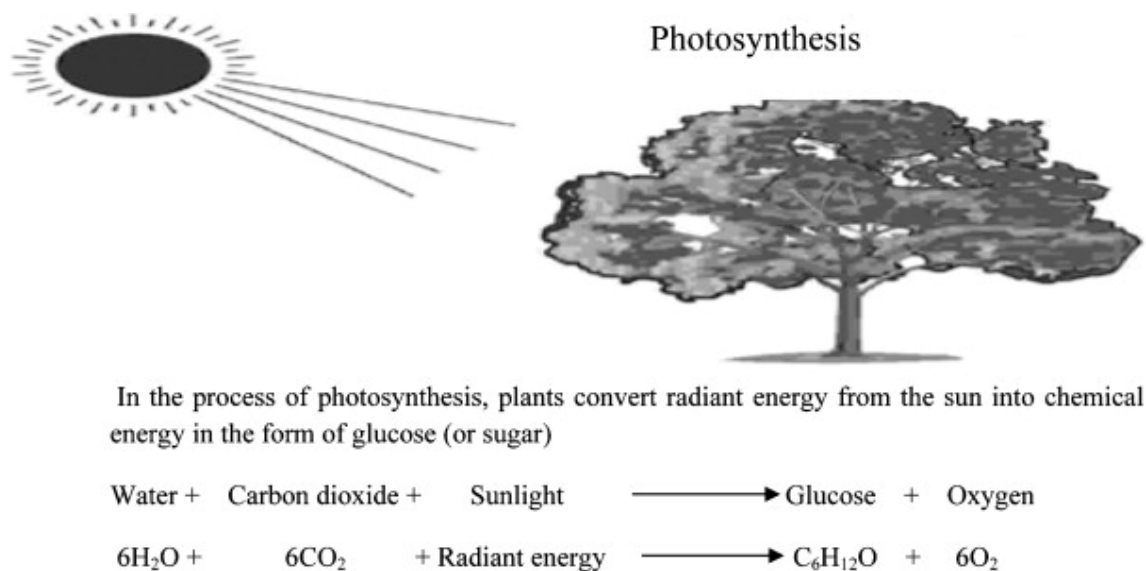 Photosynthesis
In the process of photosynthesis, plants convert radiant energy from the sun into chemical
energy in the form of glucose (or sugar)
Water + Carbon dioxide + Sunlight ⟶ Glucose + Oxygen
6H₂O + 6CO₂ + Radiant energy ⟶ C₆H₁₂O + 6O₂